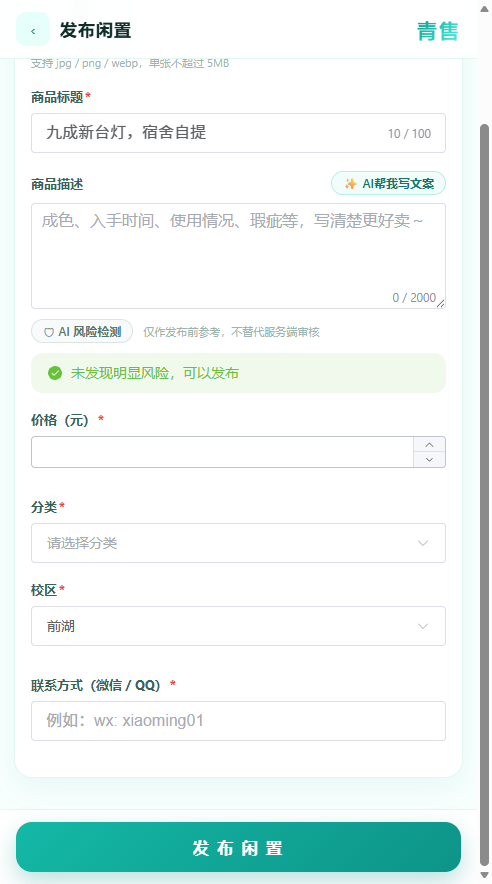 发布闲置
青售
支持 jpg / png / webp，单张不超过 5MB
商品标题*
九成新台灯，宿舍自提
10 / 100
商品描述
AI帮我写文案
成色、入手时间、使用情况、瑕疵等，写清楚更好卖～
0 / 2000
AI 风险检测
仅作发布前参考，不替代服务端审核
未发现明显风险，可以发布
价格（元） *
分类*
请选择分类
校区*
前湖
联系方式（微信 / QQ） *
例如：wx: xiaoming01
发布闲置